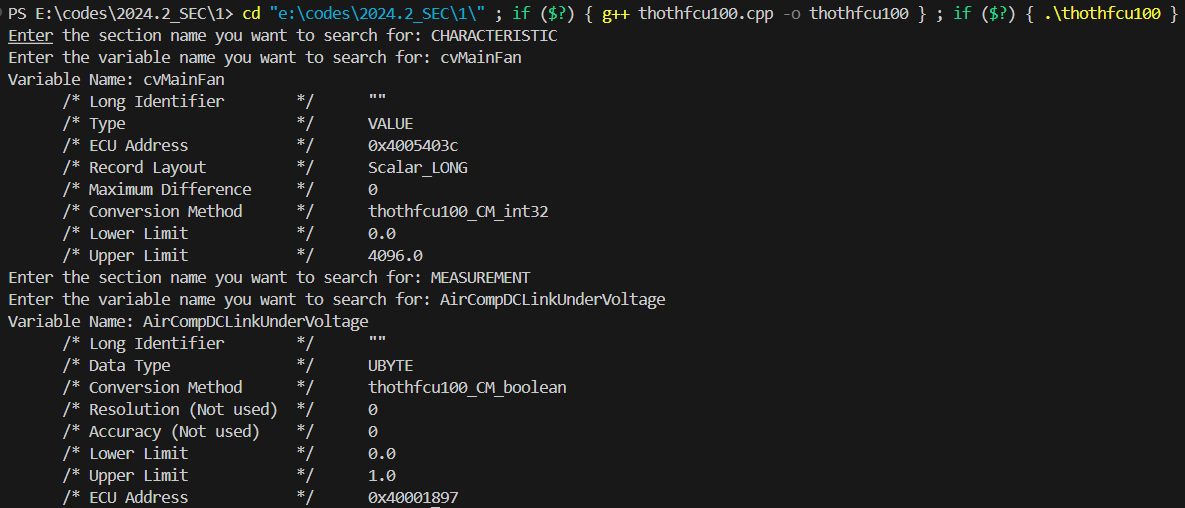 PS E:\codes\2024.2_SEC\1> cd "e:\codes\2024.2_SEC\1\" ; if ($?) { g++ thothfcu100.cpp -o thothfcu100 } ; if ($?) { .\thothfcu100 }
Enter the section name you want to search for: CHARACTERISTIC
Enter the variable name you want to search for: cvMainFan
Variable Name: cvMainFan
      /* Long Identifier        */      ""
      /* Type                   */      VALUE
      /* ECU Address            */      0x4005403c
      /* Record Layout          */      Scalar_LONG
      /* Maximum Difference     */      0
      /* Conversion Method      */      thothfcu100_CM_int32
      /* Lower Limit            */      0.0
      /* Upper Limit            */      4096.0
Enter the section name you want to search for: MEASUREMENT
Enter the variable name you want to search for: AirCompDCLinkUnderVoltage
Variable Name: AirCompDCLinkUnderVoltage
      /* Long Identifier        */      ""
      /* Data Type              */      UBYTE
      /* Conversion Method      */      thothfcu100_CM_boolean
      /* Resolution (Not used)  */      0
      /* Accuracy (Not used)    */      0
      /* Lower Limit            */      0.0
      /* Upper Limit            */      1.0
      /* ECU Address            */      0x40001897